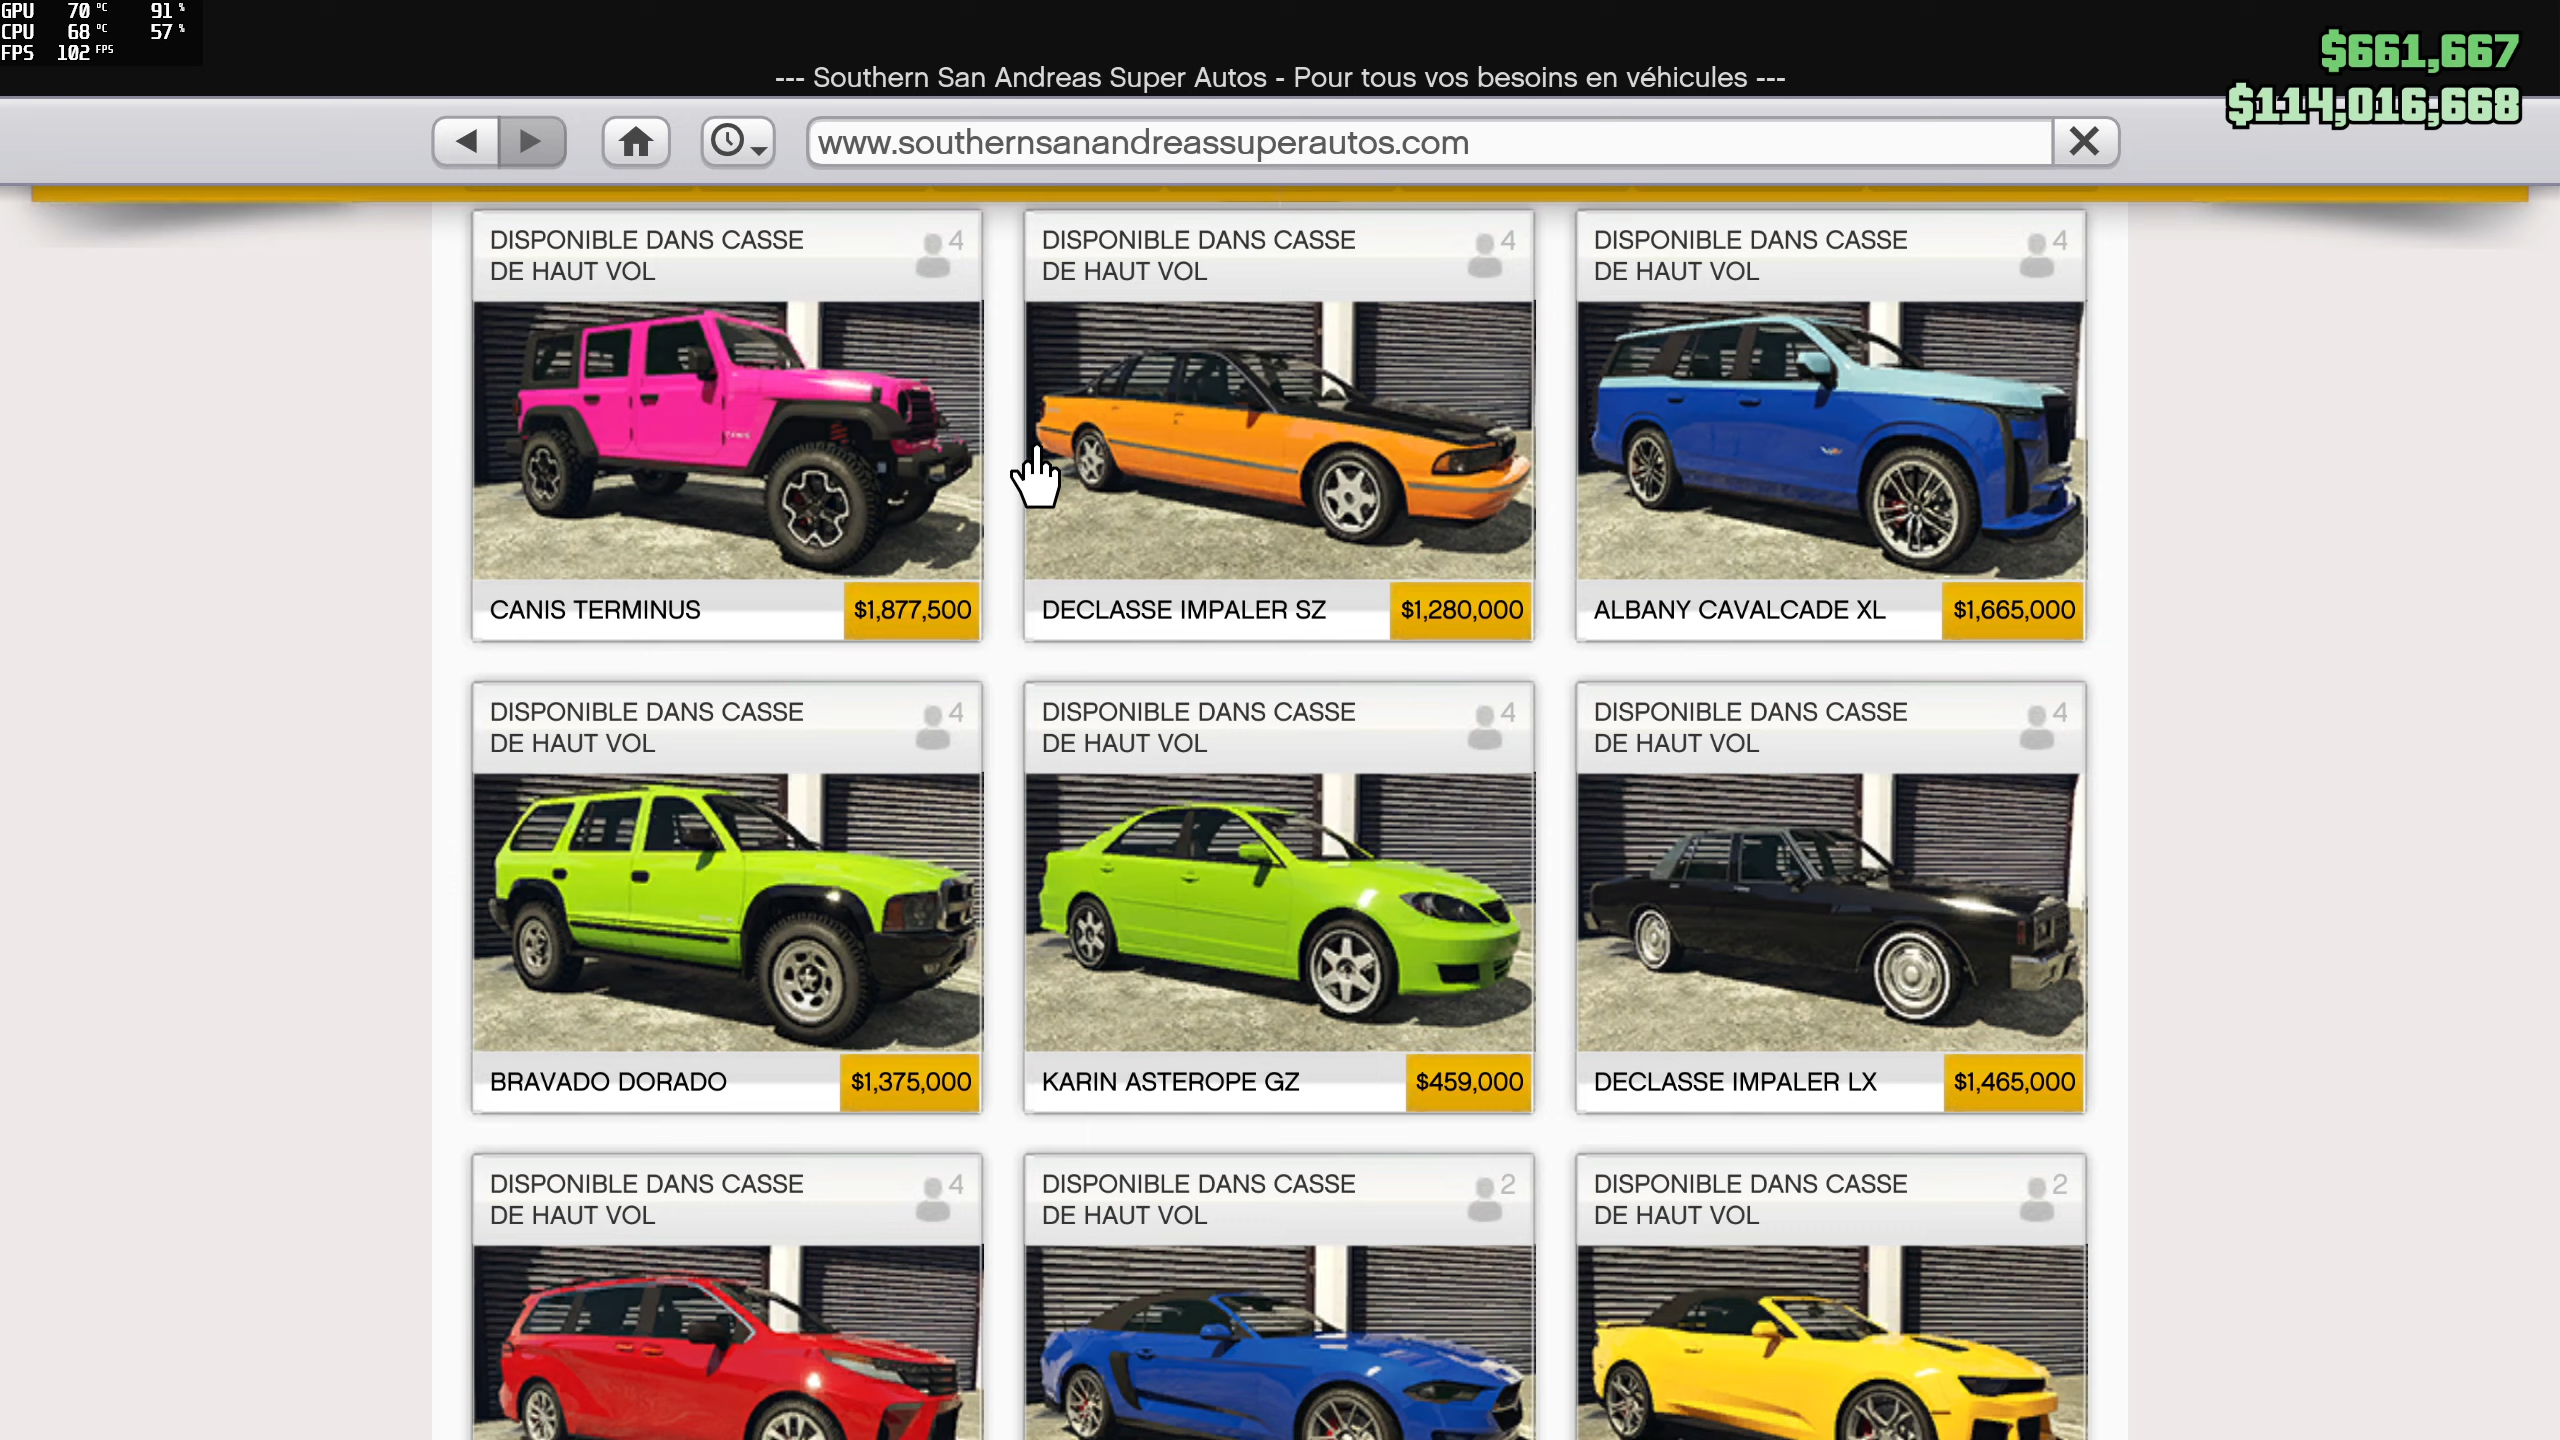 GPU 70 °C 91 %
CPU 68 °C 57 %
FPS 102 FPS
$661,667
--- Southern San Andreas Super Autos - Pour tous vos besoins en véhicules ---
$114,016,668
www.southernsanandreassuperautos.com
DISPONIBLE DANS CASSE
DE HAUT VOL
4
DISPONIBLE DANS CASSE
DE HAUT VOL
4
DISPONIBLE DANS CASSE
DE HAUT VOL
4
CANIS TERMINUS $1,877,500
DECLASSE IMPALER SZ $1,280,000
ALBANY CAVALCADE XL $1,665,000
DISPONIBLE DANS CASSE
DE HAUT VOL
4
DISPONIBLE DANS CASSE
DE HAUT VOL
4
DISPONIBLE DANS CASSE
DE HAUT VOL
4
BRAVADO DORADO $1,375,000
KARIN ASTEROPE GZ $459,000
DECLASSE IMPALER LX $1,465,000
DISPONIBLE DANS CASSE
DE HAUT VOL
4
DISPONIBLE DANS CASSE
DE HAUT VOL
2
DISPONIBLE DANS CASSE
DE HAUT VOL
2